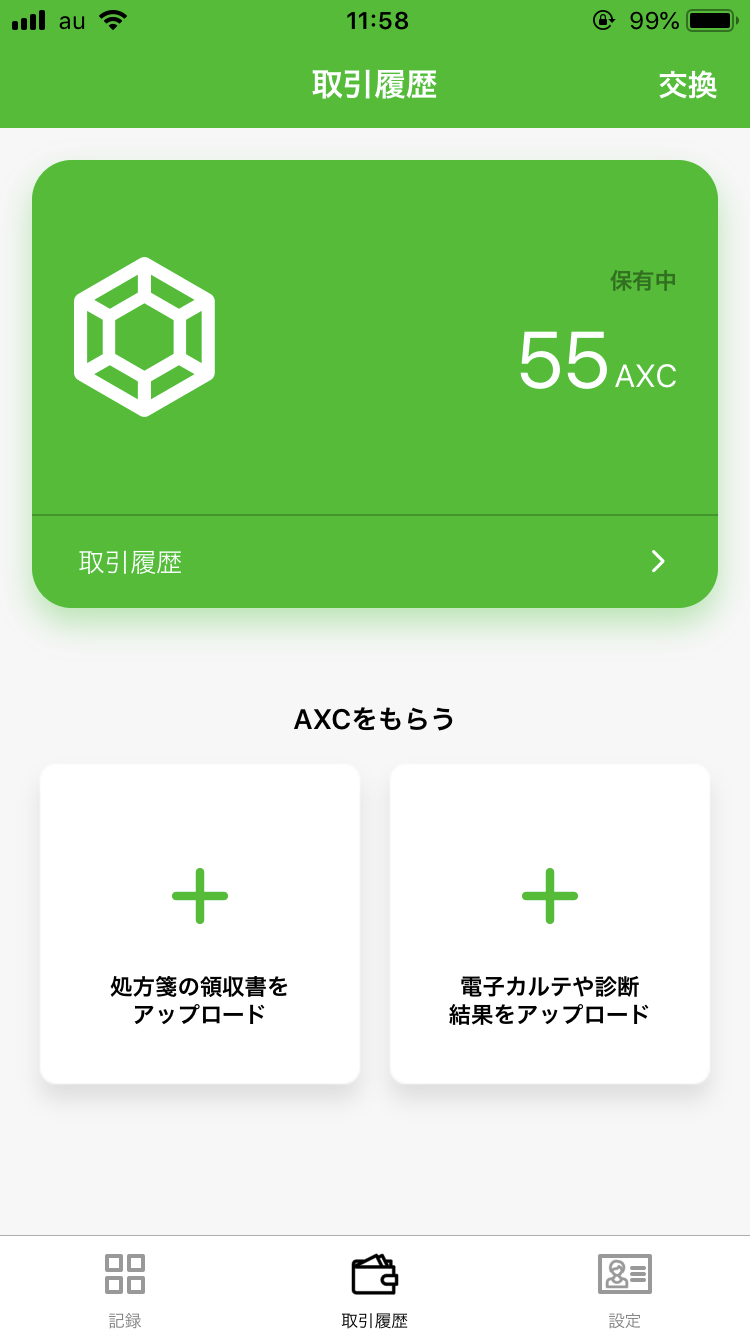 au 11:58 99%
取引履歴 交換
保有中
55 AXC
取引履歴
AXCをもらう
処方箋の領収書を
アップロード
電子カルテや診断
結果をアップロード
記録 取引履歴 設定